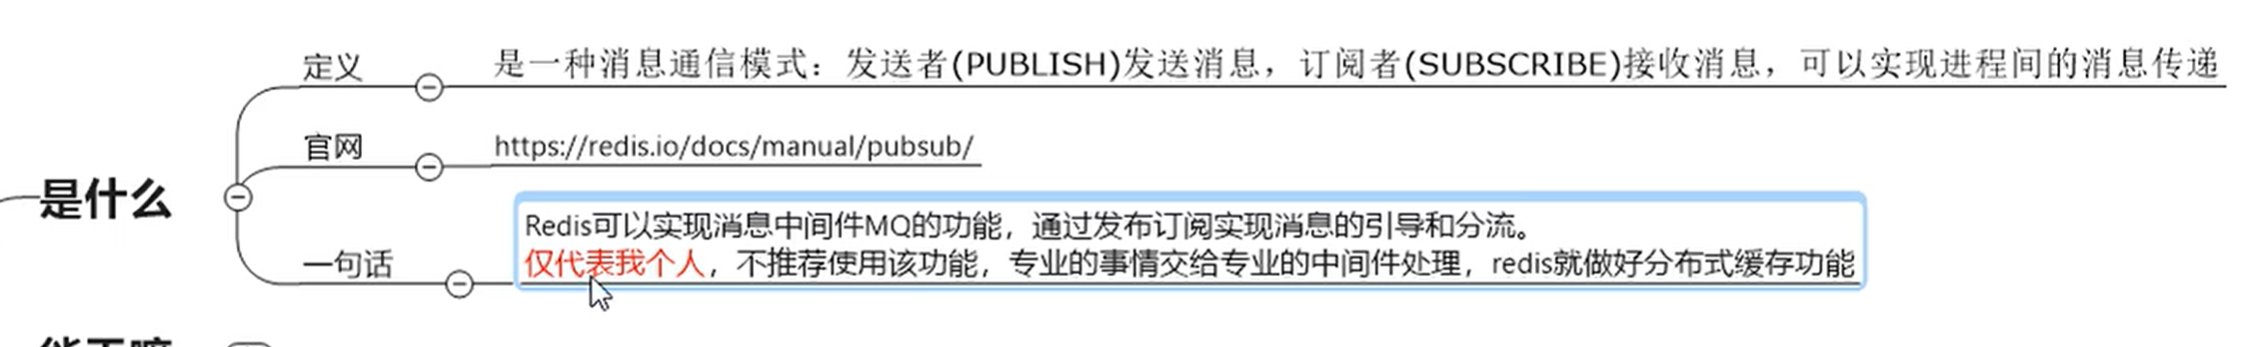 定义
是一种消息通信模式：发送者(PUBLISH)发送消息，订阅者(SUBSCRIBE)接收消息，可以实现进程间的消息传递
官网
https://redis.io/docs/manual/pubsub/
是什么
一句话
Redis可以实现消息中间件MQ的功能，通过发布订阅实现消息的引导和分流。
仅代表我个人，不推荐使用该功能，专业的事情交给专业的中间件处理，redis就做好分布式缓存功能